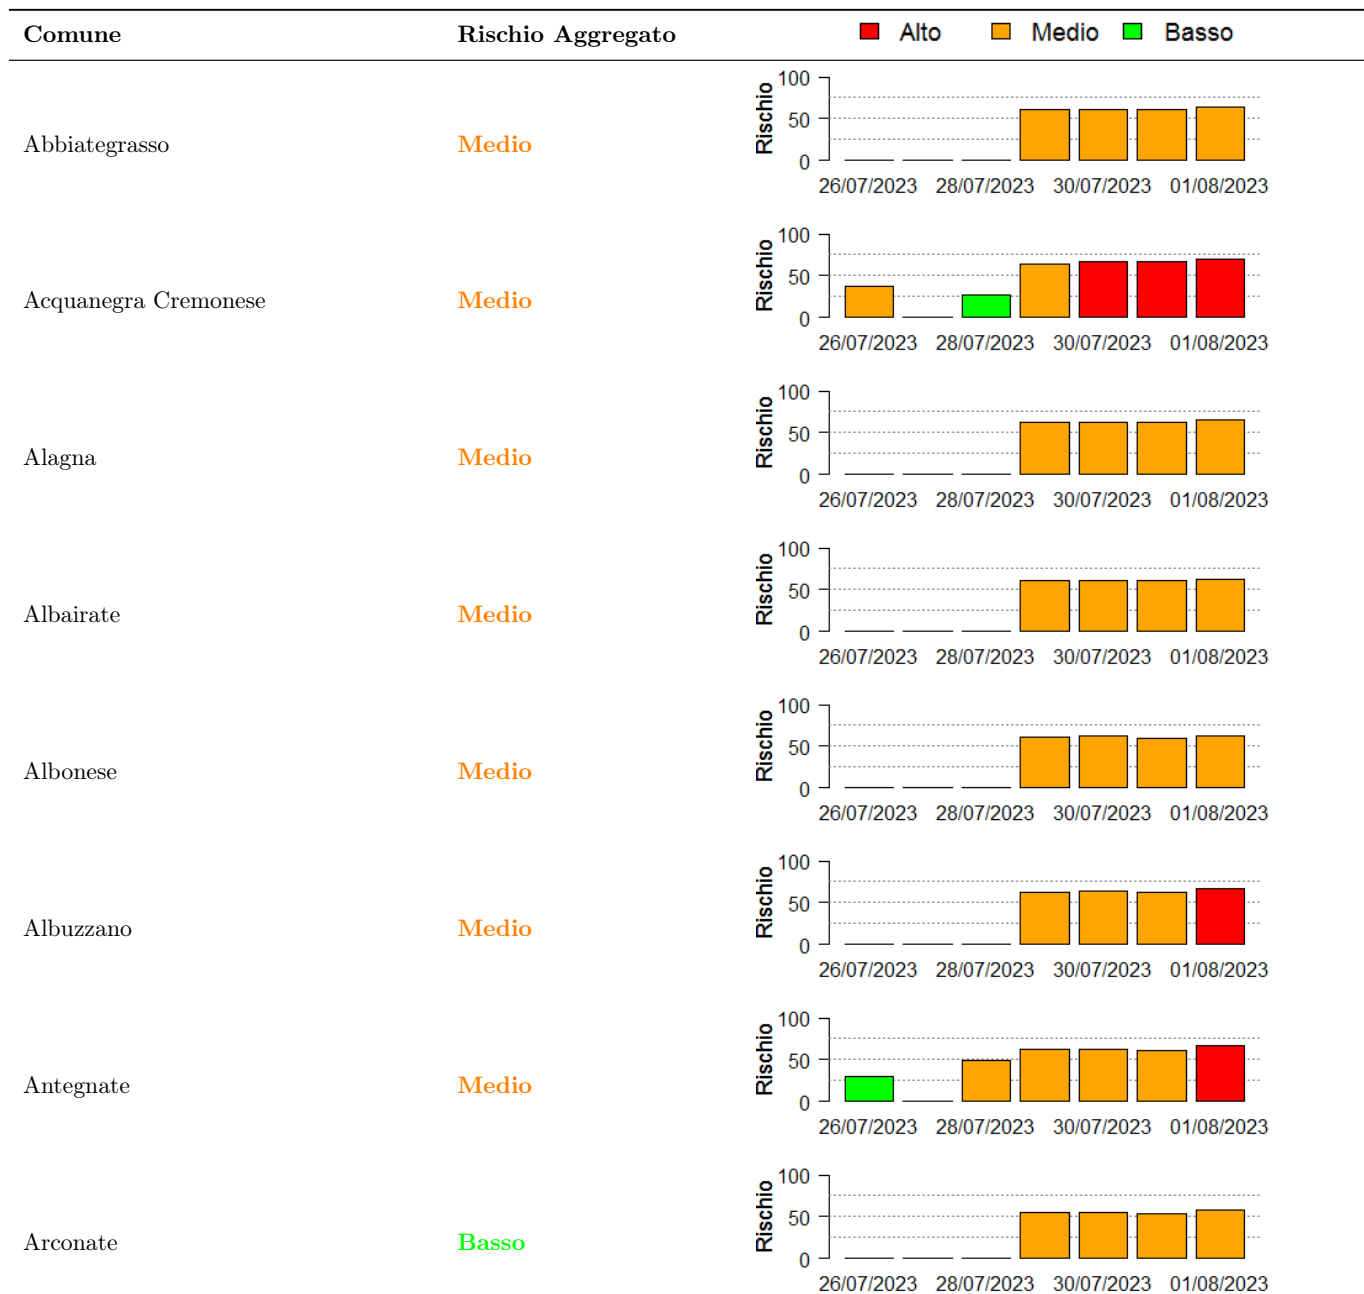 Comune Rischio Aggregato Alto Medio Basso
Abbiategrasso Medio
Rischio
100
50
0
26/07/2023 28/07/2023 30/07/2023 01/08/2023
Acquanegra Cremonese Medio
Rischio
100
50
0
26/07/2023 28/07/2023 30/07/2023 01/08/2023
Alagna Medio
Rischio
100
50
0
26/07/2023 28/07/2023 30/07/2023 01/08/2023
Albairate Medio
Rischio
100
50
0
26/07/2023 28/07/2023 30/07/2023 01/08/2023
Albonese Medio
Rischio
100
50
0
26/07/2023 28/07/2023 30/07/2023 01/08/2023
Albuzzano Medio
Rischio
100
50
0
26/07/2023 28/07/2023 30/07/2023 01/08/2023
Antegnate Medio
Rischio
100
50
0
26/07/2023 28/07/2023 30/07/2023 01/08/2023
Arconate Basso
Rischio
100
50
0
26/07/2023 28/07/2023 30/07/2023 01/08/2023